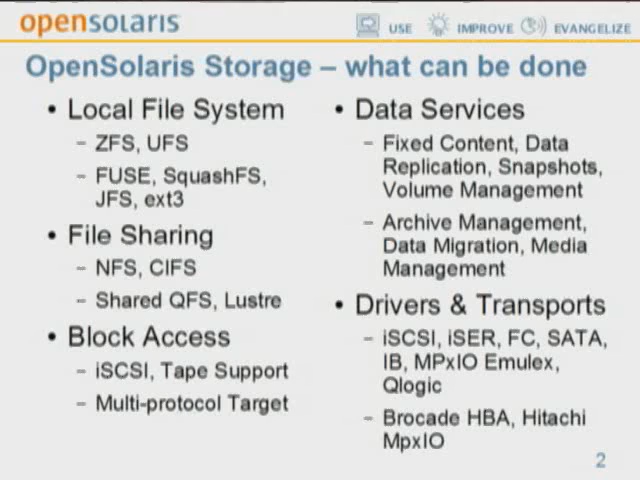 opensolaris
USE IMPROVE EVANGELIZE
OpenSolaris Storage – what can be done
• Local File System
– ZFS, UFS
– FUSE, SquashFS,
JFS, ext3
• File Sharing
– NFS, CIFS
– Shared QFS, Lustre
• Block Access
– iSCSI, Tape Support
– Multi-protocol Target
• Data Services
– Fixed Content, Data
Replication, Snapshots,
Volume Management
– Archive Management,
Data Migration, Media
Management
• Drivers & Transports
– iSCSI, iSER, FC, SATA,
IB, MPxIO Emulex,
Qlogic
– Brocade HBA, Hitachi
MpxIO
2